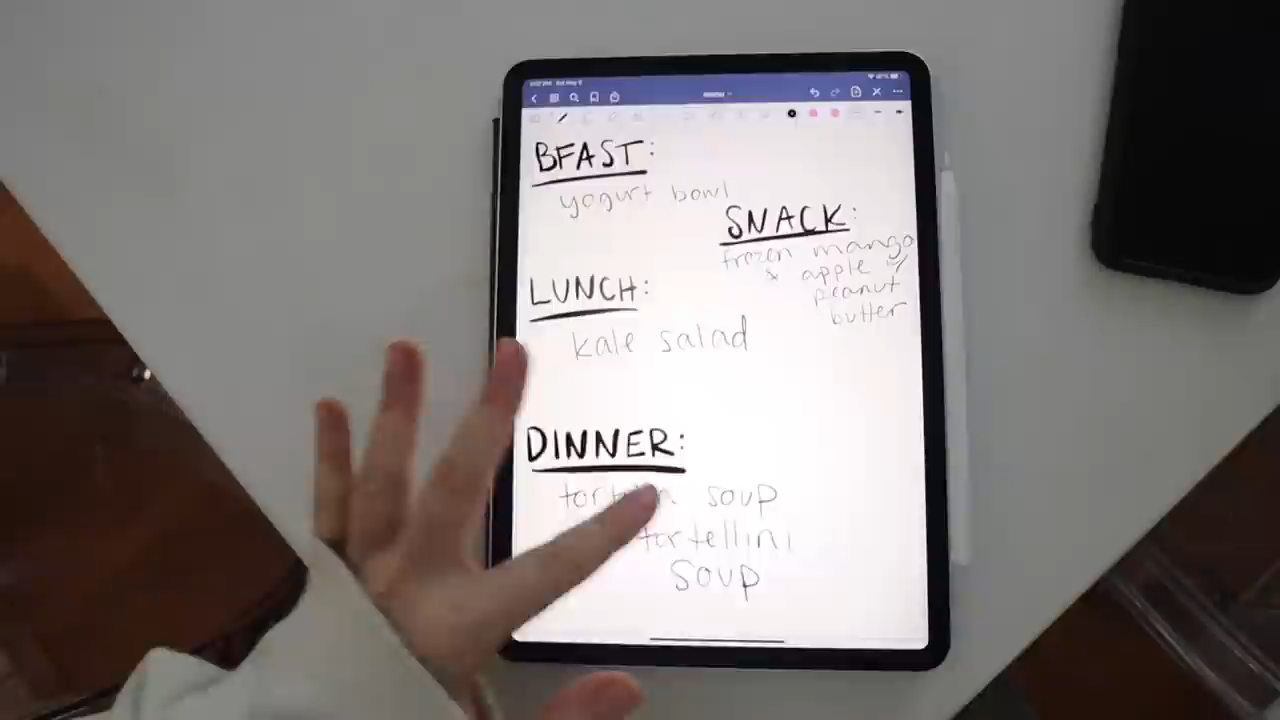 BFAST:
yogurt bowl
SNACK:
frozen mango
& apple w/
peanut
butter
LUNCH:
kale salad
DINNER:
soup
tortellini
soup